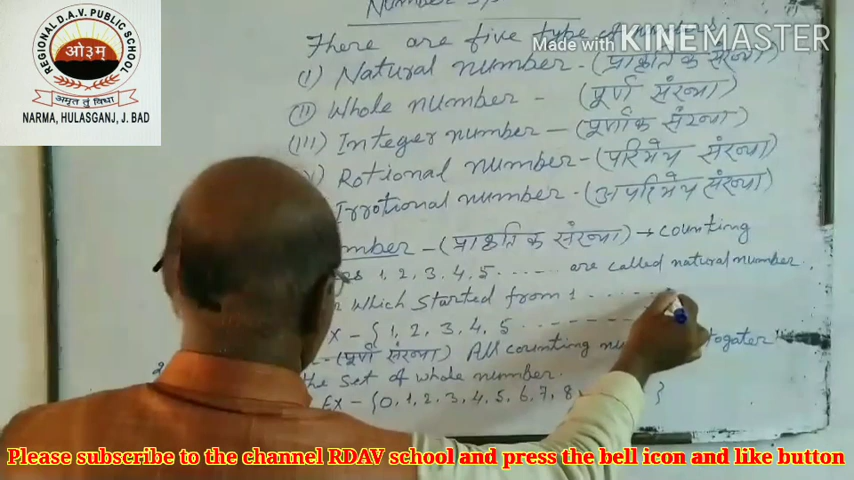 REGIONAL D.A.V. PUBLIC SCHOOL
ओ३म्
अमृत तुं विधा
NARMA, HULASGANJ, J. BAD
Made with KINEMASTER
Number
There are five type
(I) Natural number - (प्राकृतिक संख्या)
(II) Whole number - (पूर्ण संख्या)
(III) Integer number - (पूर्णांक संख्या)
Rotional number - (परिमेय संख्या)
Irrotional number - (अपरिमेय संख्या)
mber - (प्राकृतिक संख्या) → counting
1, 2, 3, 4, 5 ...... are called natural number.
which started from 1 ......
x - {1, 2, 3, 4, 5 ------
- (पूर्ण संख्या) All counting togater
the set of whole number.
Ex - {0, 1, 2, 3, 4, 5, 6, 7, 8, }
Please subscribe to the channel RDAV school and press the bell icon and like button